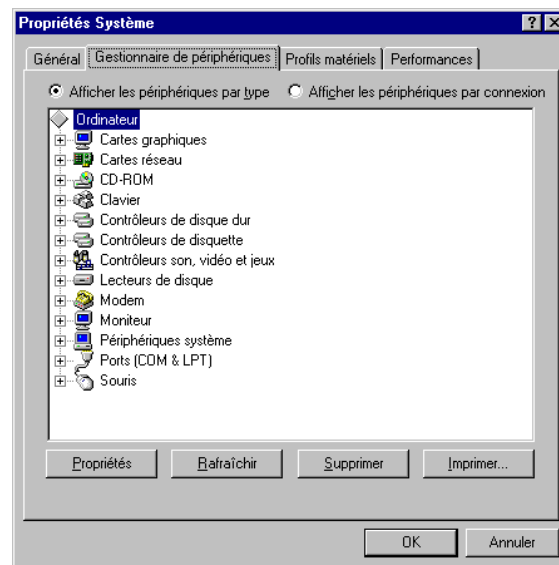 Propriétés Système
Général Gestionnaire de périphériques Profils matériels Performances
Afficher les périphériques par type Afficher les périphériques par connexion
Ordinateur
Cartes graphiques
Cartes réseau
CD-ROM
Clavier
Contrôleurs de disque dur
Contrôleurs de disquette
Contrôleurs son, vidéo et jeux
Lecteurs de disque
Modem
Moniteur
Périphériques système
Ports (COM & LPT)
Souris
Propriétés Rafraîchir Supprimer Imprimer...
OK Annuler